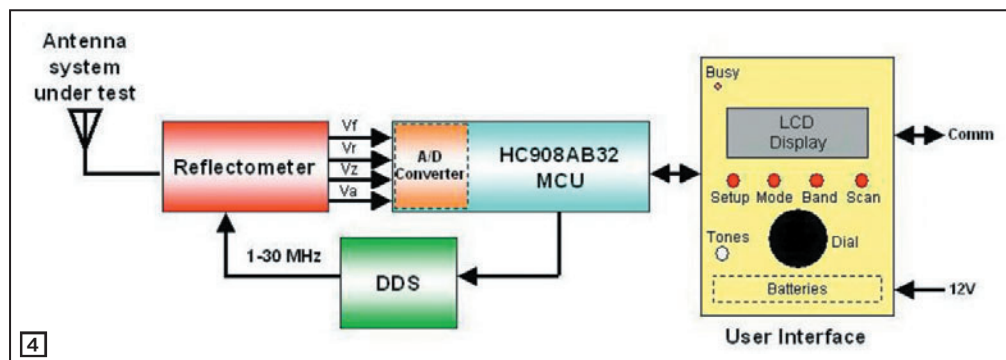 Antenna
system
under test
Reflectometer
Vf
Vr
Vz
Va
A/D
Converter
HC908AB32
MCU
1-30 MHz
DDS
Busy
LCD
Display
Setup Mode Band Scan
Tones
Dial
Batteries
Comm
12V
User Interface
4